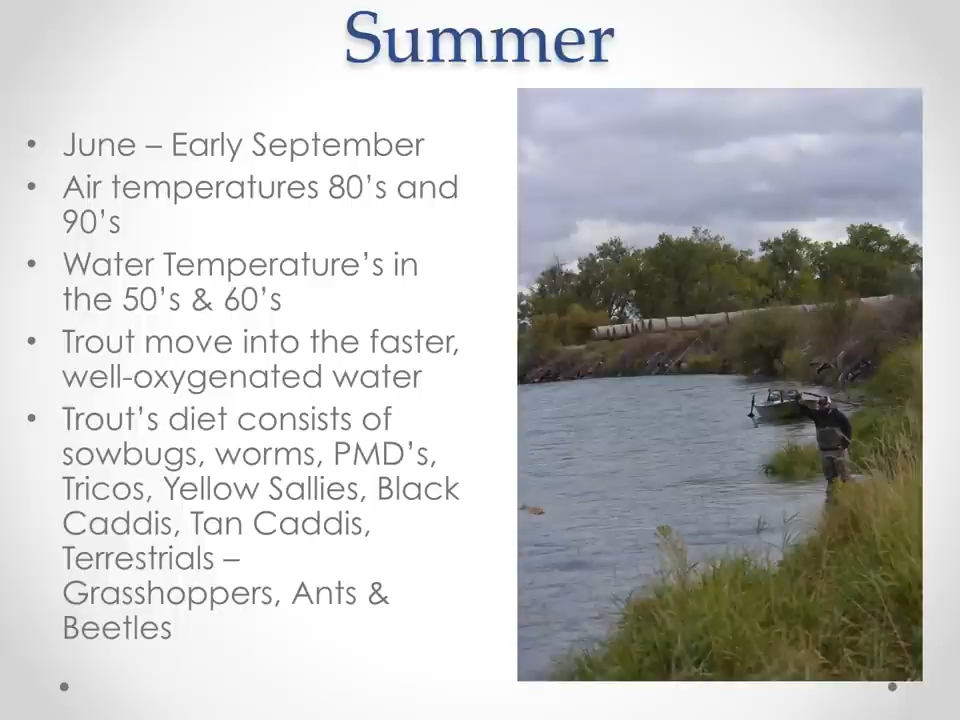 Summer
• June – Early September
• Air temperatures 80’s and
90’s
• Water Temperature’s in
the 50’s & 60’s
• Trout move into the faster,
well-oxygenated water
• Trout’s diet consists of
sowbugs, worms, PMD’s,
Tricos, Yellow Sallies, Black
Caddis, Tan Caddis,
Terrestrials –
Grasshoppers, Ants &
Beetles